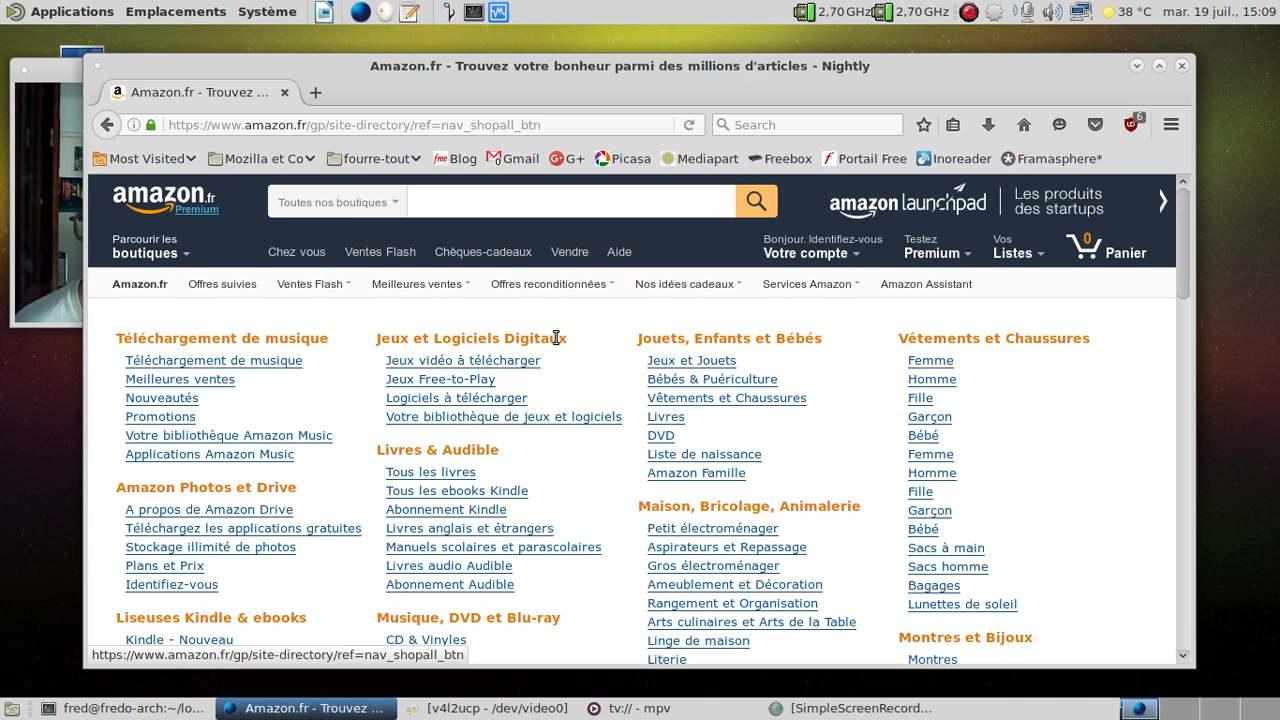 Applications Emplacements Système 2,70 GHz 2,70 GHz 38 °C mar. 19 juil., 15:09
Amazon.fr - Trouvez votre bonheur parmi des millions d'articles - Nightly
Amazon.fr - Trouvez ...
https://www.amazon.fr/gp/site-directory/ref=nav_shopall_btn Search 6
Most Visited Mozilla et Co fourre-tout free Blog Gmail G+ Picasa Mediapart Freebox Portail Free Inoreader Framasphere*
amazon.fr Premium Toutes nos boutiques amazon launchpad Les produits des startups
Parcourir les boutiques Chez vous Ventes Flash Chèques-cadeaux Vendre Aide Bonjour. Identifiez-vous Votre compte Testez Premium Vos Listes 0 Panier
Amazon.fr Offres suivies Ventes Flash Meilleures ventes Offres reconditionnées Nos idées cadeaux Services Amazon Amazon Assistant
Téléchargement de musique
Téléchargement de musique
Meilleures ventes
Nouveautés
Promotions
Votre bibliothèque Amazon Music
Applications Amazon Music
Amazon Photos et Drive
A propos de Amazon Drive
Téléchargez les applications gratuites
Stockage illimité de photos
Plans et Prix
Identifiez-vous
Liseuses Kindle & ebooks
Kindle - Nouveau
Jeux et Logiciels Digitaux
Jeux vidéo à télécharger
Jeux Free-to-Play
Logiciels à télécharger
Votre bibliothèque de jeux et logiciels
Livres & Audible
Tous les livres
Tous les ebooks Kindle
Abonnement Kindle
Livres anglais et étrangers
Manuels scolaires et parascolaires
Livres audio Audible
Abonnement Audible
Musique, DVD et Blu-ray
CD & Vinyles
Jouets, Enfants et Bébés
Jeux et Jouets
Bébés & Puériculture
Vêtements et Chaussures
Livres
DVD
Liste de naissance
Amazon Famille
Maison, Bricolage, Animalerie
Petit électroménager
Aspirateurs et Repassage
Gros électroménager
Ameublement et Décoration
Rangement et Organisation
Arts culinaires et Arts de la Table
Linge de maison
Literie
Vêtements et Chaussures
Femme
Homme
Fille
Garçon
Bébé
Femme
Homme
Fille
Garçon
Bébé
Sacs à main
Sacs homme
Bagages
Lunettes de soleil
Montres et Bijoux
Montres
https://www.amazon.fr/gp/site-directory/ref=nav_shopall_btn
fred@fredo-arch:~/lo... Amazon.fr - Trouvez ... [v4l2ucp - /dev/video0] tv:// - mpv [SimpleScreenRecord...